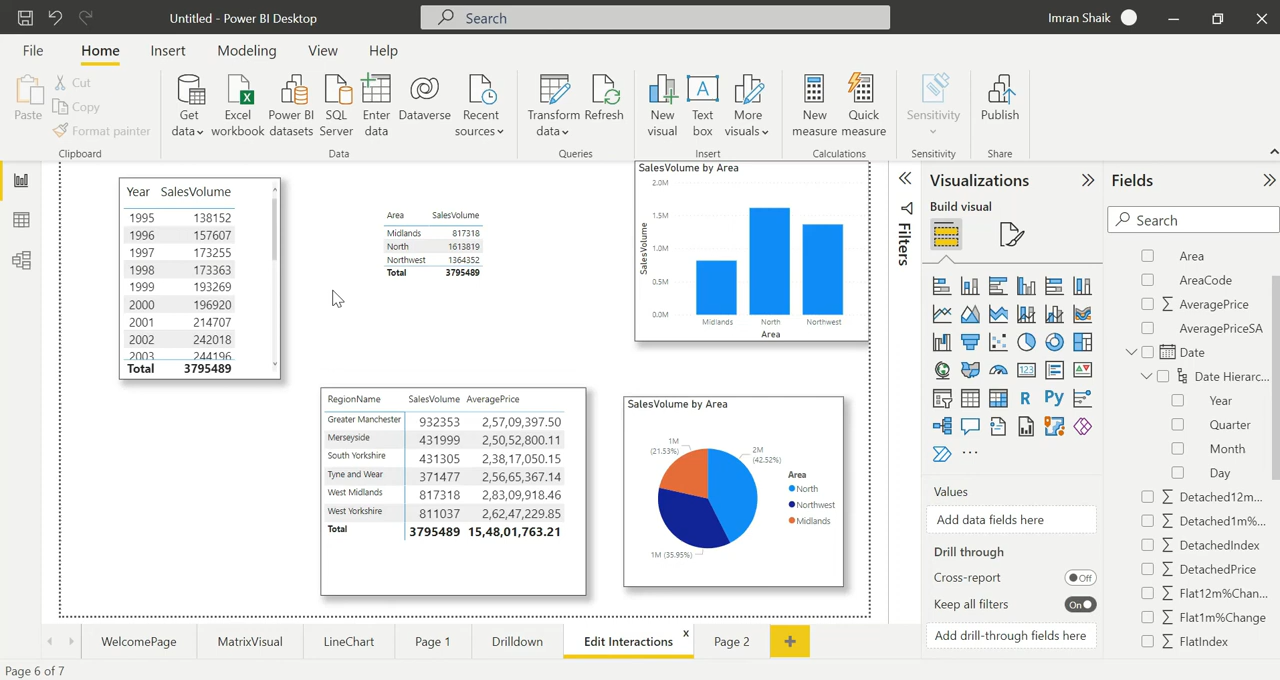 Untitled - Power BI Desktop
Search
Imran Shaik
File Home Insert Modeling View Help
Paste
Cut
Copy
Format painter
Clipboard
Get data
Excel workbook
Power BI datasets
SQL Server
Enter data
Dataverse
Recent sources
Data
Transform data
Refresh
Queries
New visual
Text box
More visuals
Insert
New measure
Quick measure
Calculations
Sensitivity
Sensitivity
Publish
Share
Year SalesVolume
1995 138152
1996 157607
1997 173255
1998 173363
1999 193269
2000 196920
2001 214707
2002 242018
2003 244196
Total 3795489
Area SalesVolume
Midlands 817318
North 1613819
Northwest 1364352
Total 3795489
SalesVolume by Area
SalesVolume
2.0M
1.5M
1.0M
0.5M
0.0M
Midlands North Northwest
Area
RegionName SalesVolume AveragePrice
Greater Manchester 932353 2,57,09,397.50
Merseyside 431999 2,50,52,800.11
South Yorkshire 431305 2,38,17,050.15
Tyne and Wear 371477 2,56,65,367.14
West Midlands 817318 2,83,09,918.46
West Yorkshire 811037 2,62,47,229.85
Total 3795489 15,48,01,763.21
SalesVolume by Area
1M
(21.53%)
2M
(42.52%)
1M (35.95%)
Area
North
Northwest
Midlands
Filters
Visualizations
Build visual
123
R Py
Values
Add data fields here
Drill through
Cross-report Off
Keep all filters On
Add drill-through fields here
Fields
Search
Area
AreaCode
AveragePrice
AveragePriceSA
Date
Date Hierarc...
Year
Quarter
Month
Day
Detached12m...
Detached1m%...
DetachedIndex
DetachedPrice
Flat12m%Chan...
Flat1m%Change
FlatIndex
WelcomePage MatrixVisual LineChart Page 1 Drilldown Edit Interactions x Page 2 +
Page 6 of 7